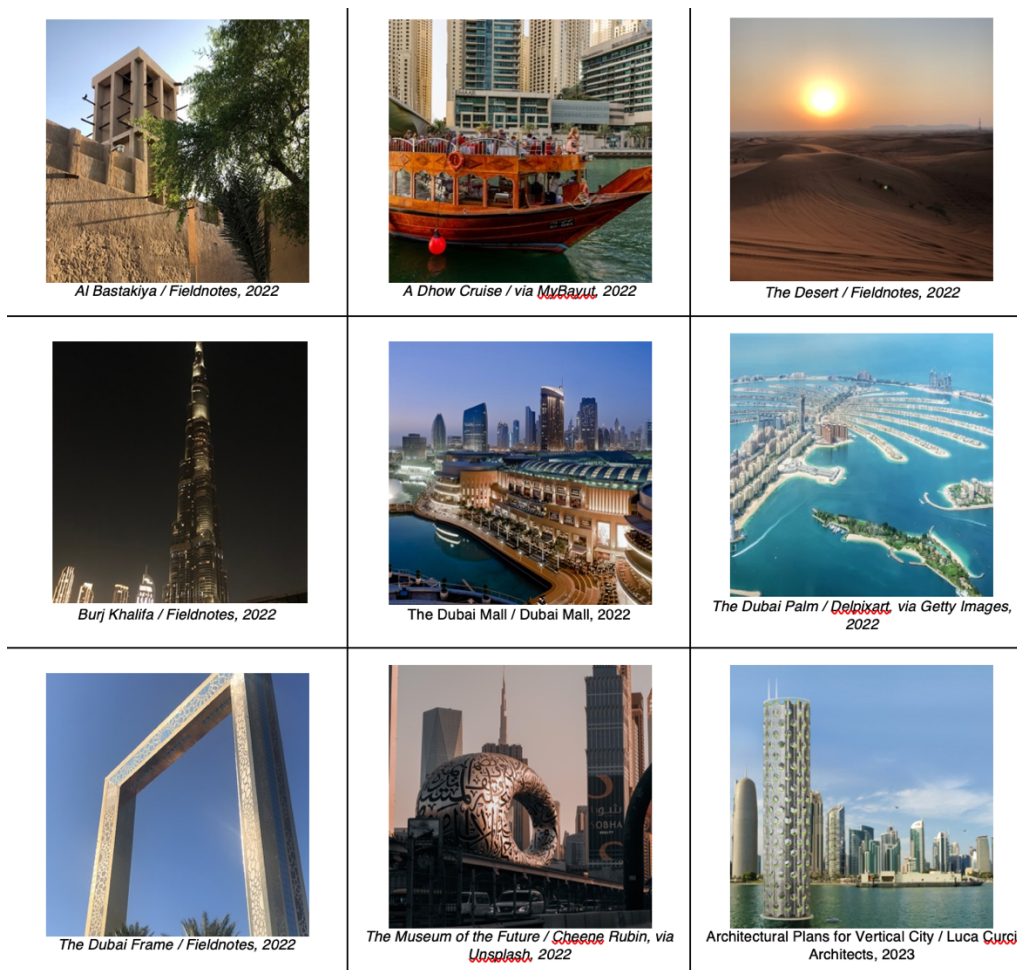 Al Bastakiya / Fieldnotes, 2022
A Dhow Cruise / via MyBayut, 2022
The Desert / Fieldnotes, 2022
Burj Khalifa / Fieldnotes, 2022
The Dubai Mall / Dubai Mall, 2022
The Dubai Palm / Delpixart, via Getty Images,
2022
The Dubai Frame / Fieldnotes, 2022
OBHA
The Museum of the Future / Cheene Rubin, via
Unsplash, 2022
Architectural Plans for Vertical City / Luca Curci
Architects, 2023